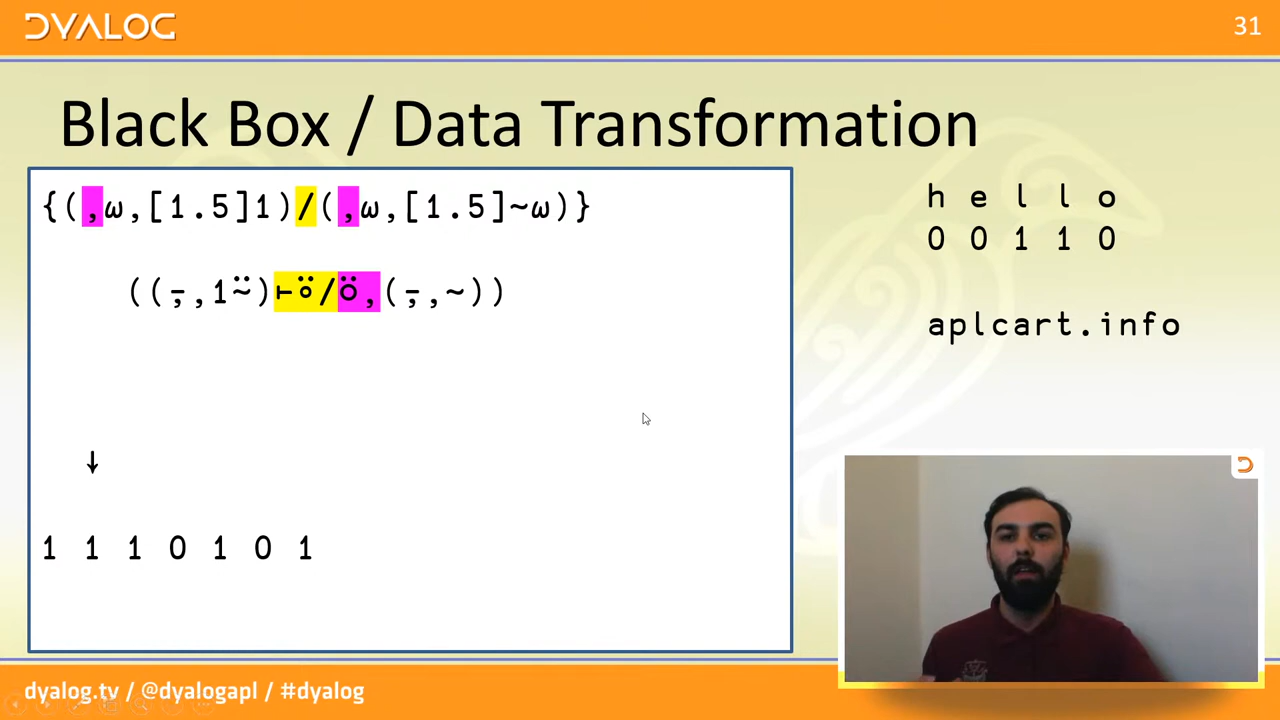 DYALOG
31
Black Box / Data Transformation
{(,⍵,[1.5]1)/(,⍵,[1.5]~⍵)}
((⍪,1⍨)⊢⍤/⍥,(⍪,~))
↓
1 1 1 0 1 0 1
h e l l o
0 0 1 1 0
aplcart.info
dyalog.tv / @dyalogapl / #dyalog